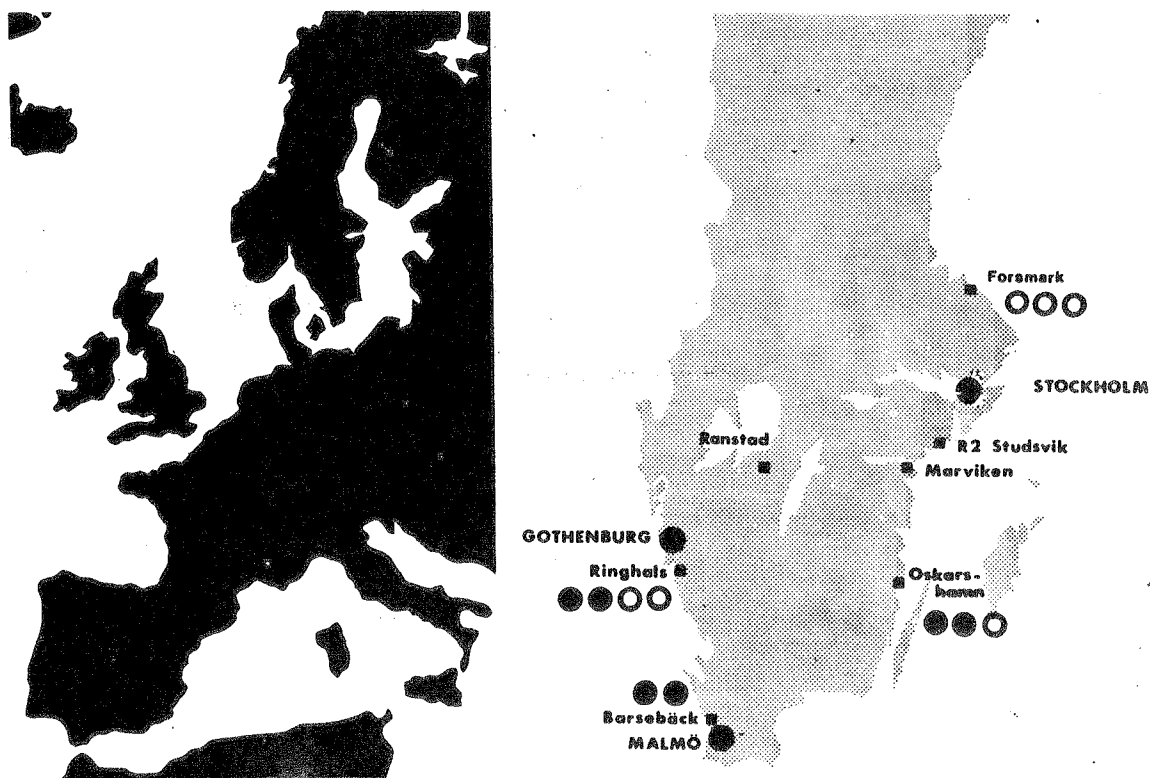 Forsmark
STOCKHOLM
Ranstad
R2 Studsvik
Marviken
GOTHENBURG
Ringhals
Oskars-
hamn
Barsebäck
MALMÖ